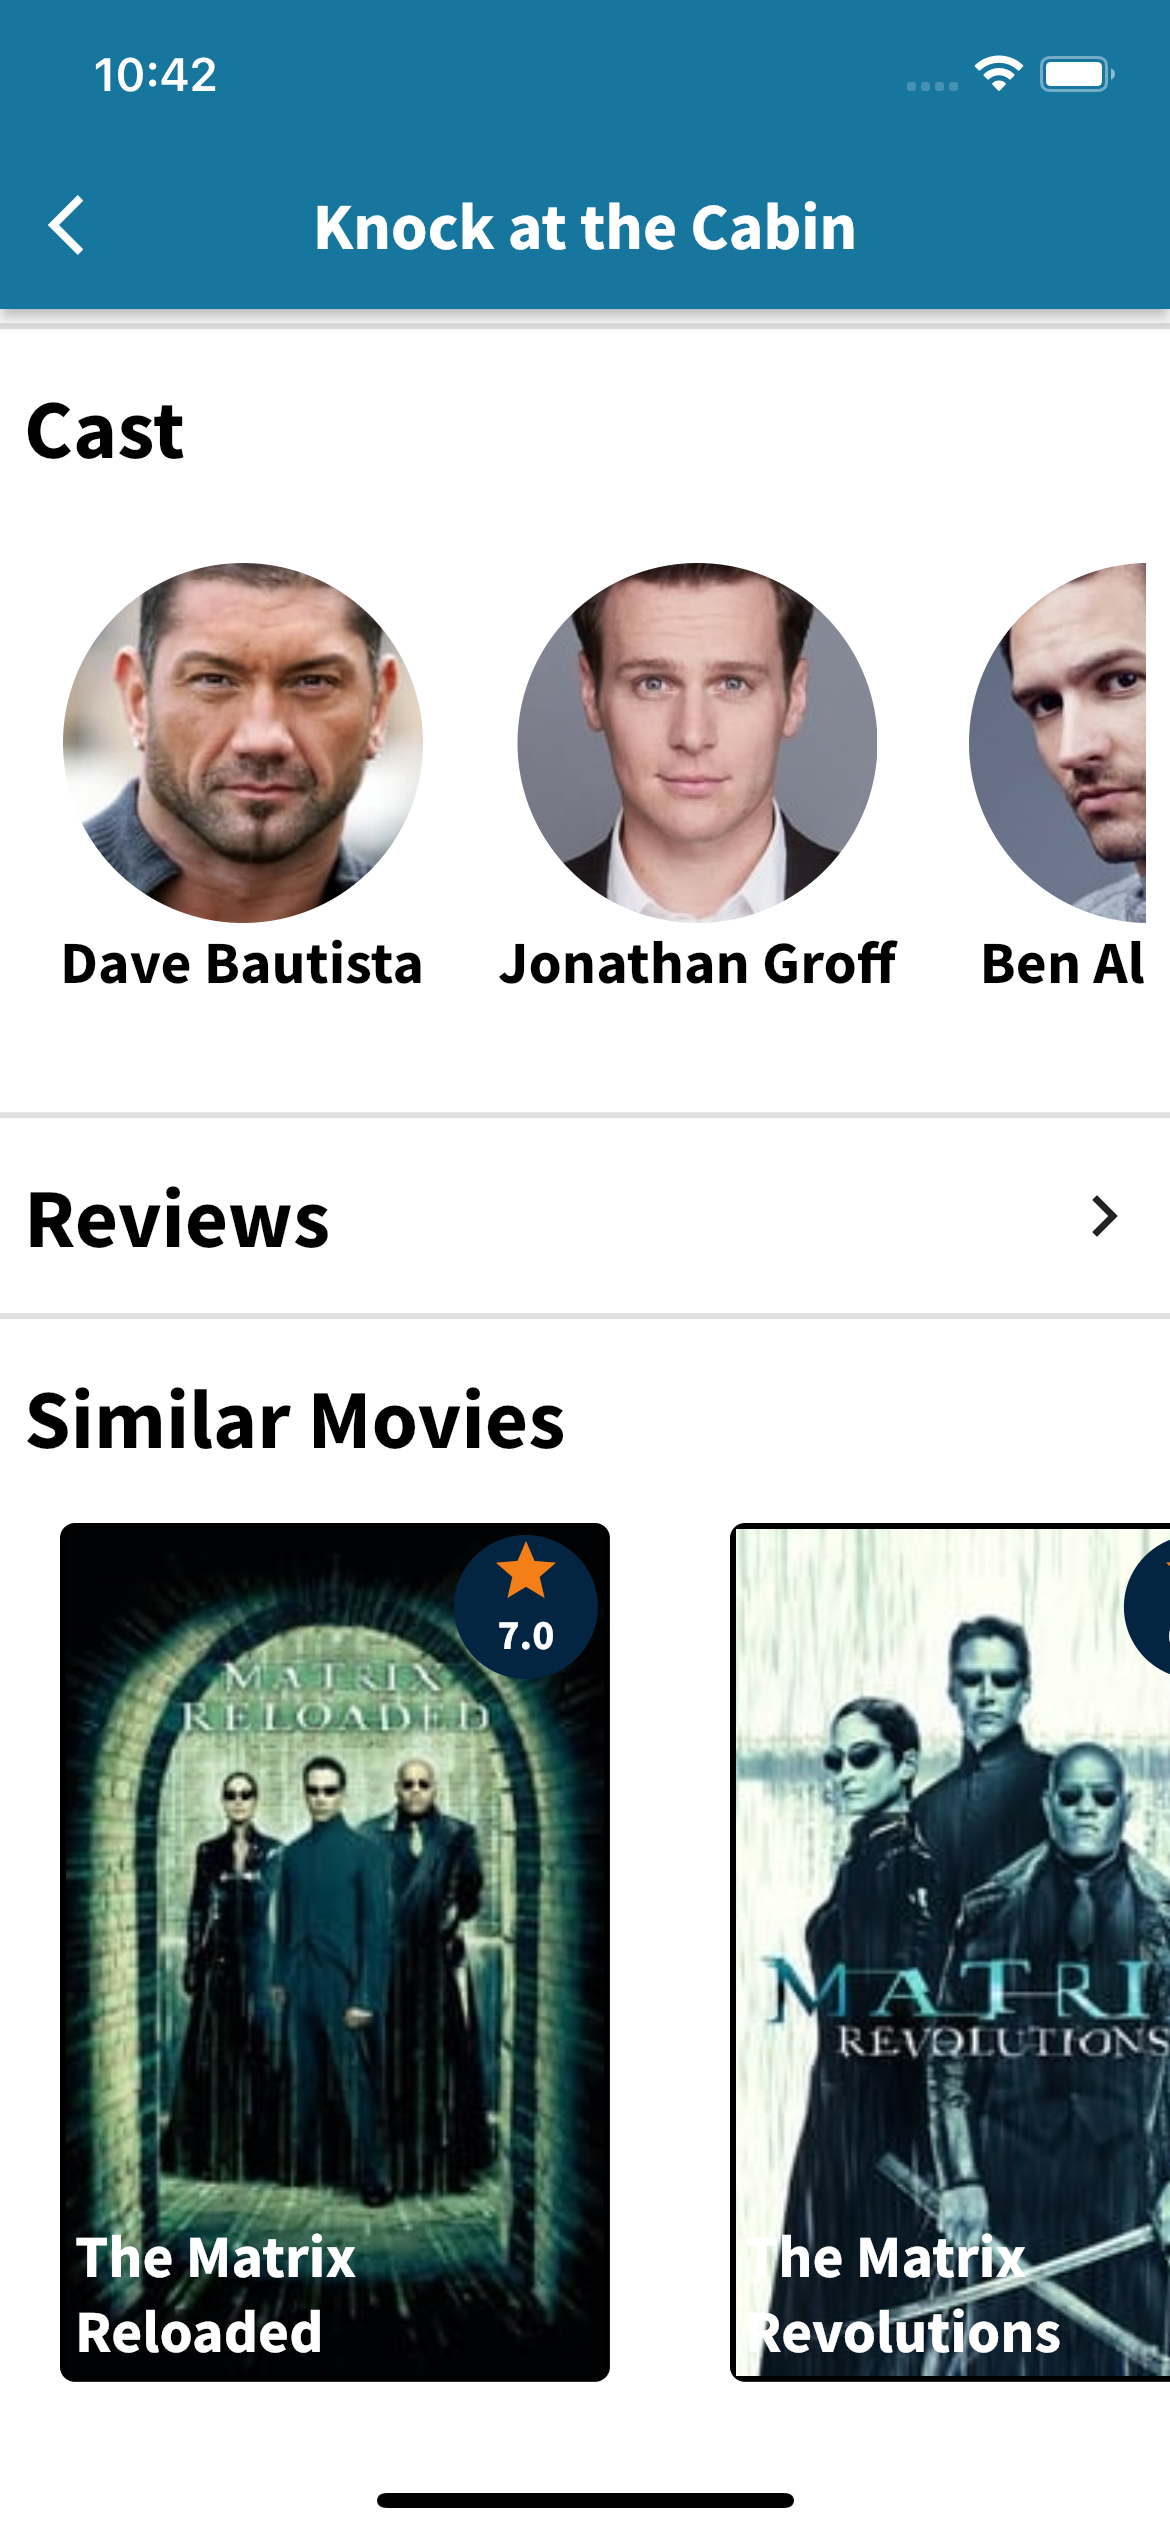 10:42
Knock at the Cabin
Cast
Dave Bautista
Jonathan Groff
Ben Al
Reviews
Similar Movies
7.0
MATRIX
RELOADED
The Matrix
Reloaded
MATRI
REVOLUTIONS
The Matrix
Revolutions